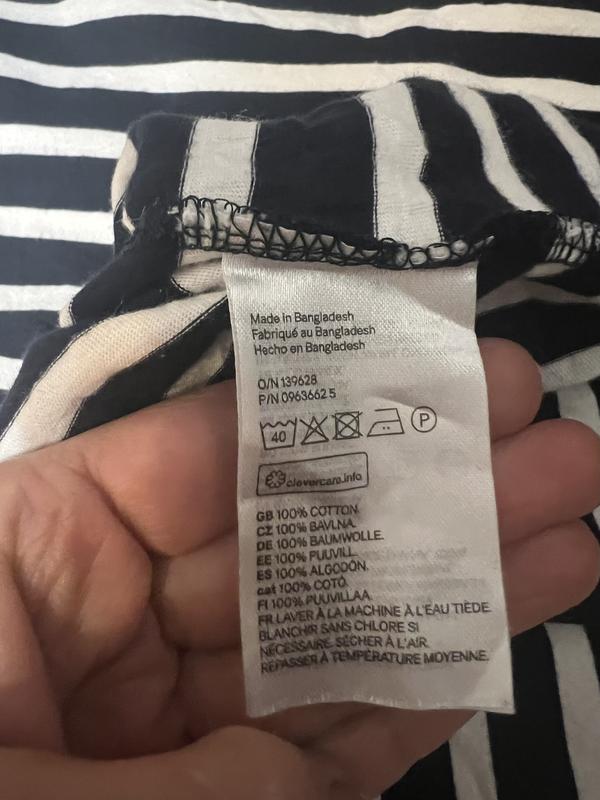 Made in Bangladesh
Fabriqué au Bangladesh
Hecho en Bangladesh
O/N 139628
P/N 0963662 5
40 P
clevercare.info
GB 100% COTTON.
CZ 100% BAVLNA.
DE 100% BAUMWOLLE.
EE 100% PUUVILL.
ES 100% ALGODÓN.
cat 100% COTÓ.
FI 100% PUUVILLAA.
FR LAVER À LA MACHINE À L'EAU TIÈDE.
BLANCHIR SANS CHLORE SI
NÉCESSAIRE. SÉCHER À L'AIR.
REPASSER À TEMPÉRATURE MOYENNE.